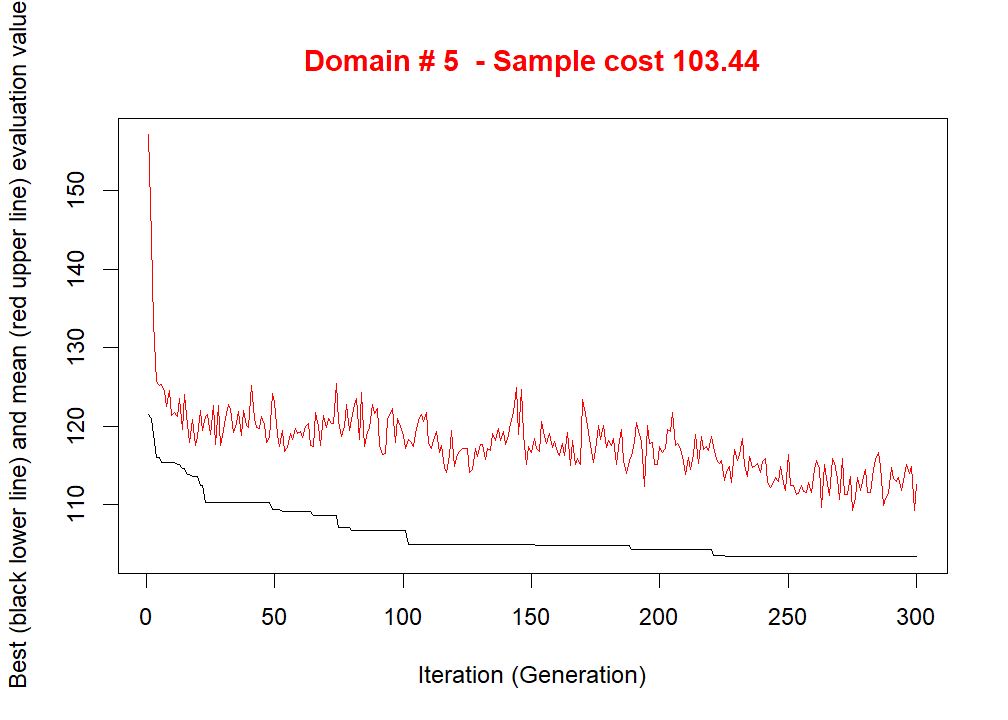 Domain # 5  - Sample cost 103.44
Best (black lower line) and mean (red upper line) evaluation value
150
140
130
120
110
0 50 100 150 200 250 300
Iteration (Generation)